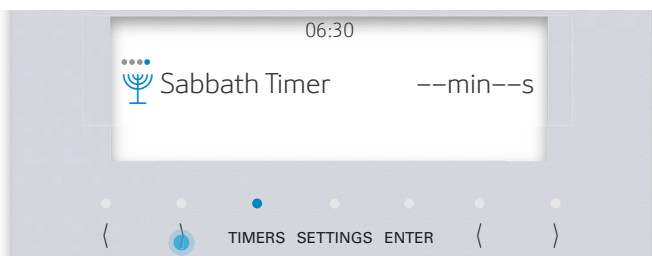 06:30
Sabbath Timer ––min––s
⟨ ⟩ TIMERS SETTINGS ENTER ⟨ ⟩